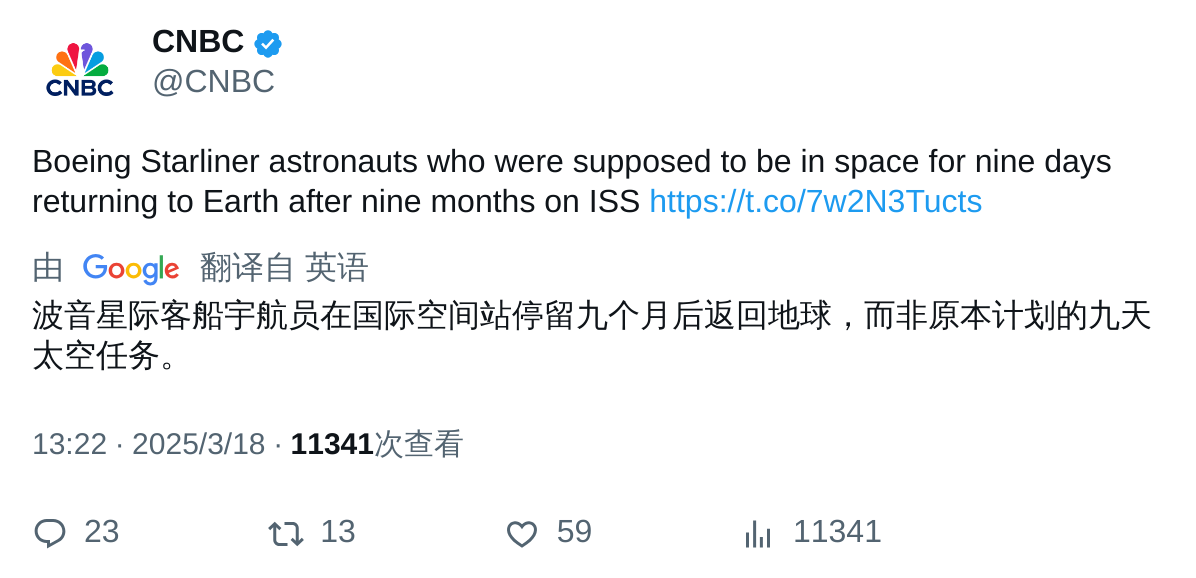 CNBC
CNBC
@CNBC
Boeing Starliner astronauts who were supposed to be in space for nine days
returning to Earth after nine months on ISS https://t.co/7w2N3Tucts
由 Google 翻译自 英语
波音星际客船宇航员在国际空间站停留九个月后返回地球，而非原本计划的九天
太空任务。
13:22 · 2025/3/18 · 11341次查看
23 13 59 11341